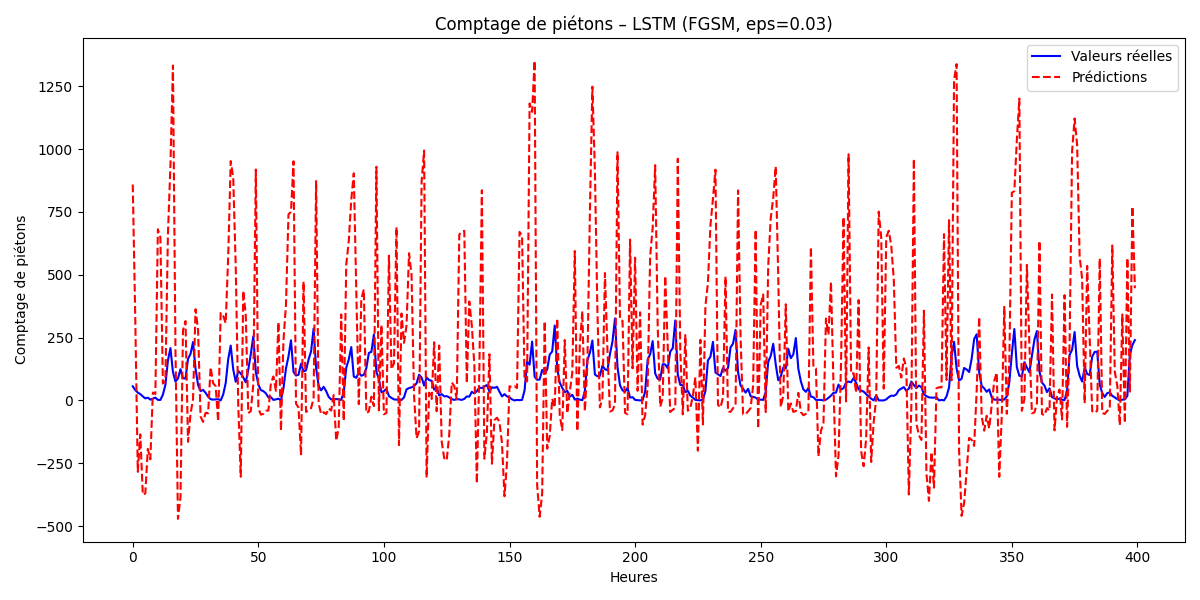 Comptage de piétons – LSTM (FGSM, eps=0.03)
Valeurs réelles
Prédictions
Comptage de piétons
1250
1000
750
500
250
0
−250
−500
0 50 100 150 200 250 300 350 400
Heures